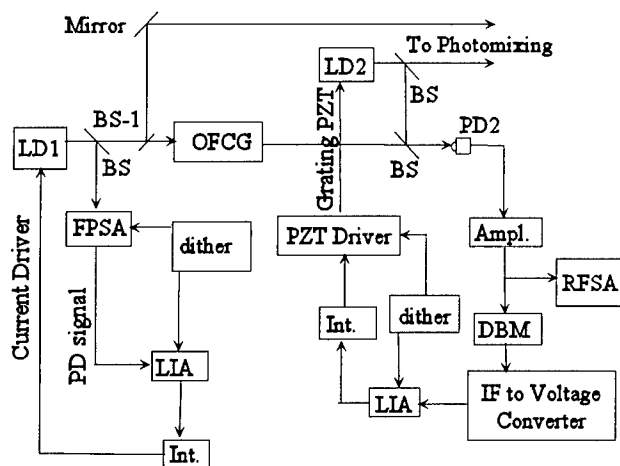 Mirror
To Photomixing
LD2
BS-1
BS
PD2
LD1
BS
OFCG
Grating PZT
BS
FPSA
dither
PZT Driver
Ampl.
RFSA
Current Driver
PD signal
Int.
dither
DBM
LIA
LIA
IF to Voltage
Converter
Int.